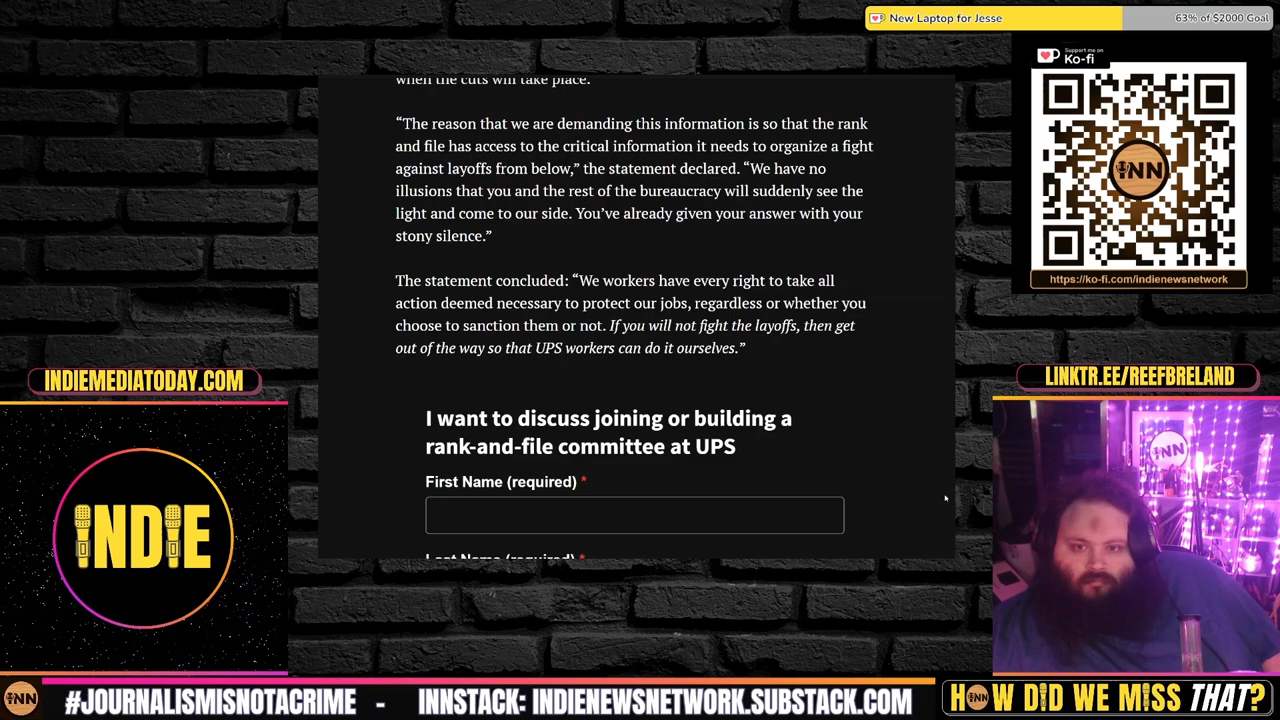 New Laptop for Jesse
63% of $2000 Goal
Support me on
Ko-fi
iNN
https://ko-fi.com/indienewsnetwork
when the cuts will take place.
“The reason that we are demanding this information is so that the rank
and file has access to the critical information it needs to organize a fight
against layoffs from below,” the statement declared. “We have no
illusions that you and the rest of the bureaucracy will suddenly see the
light and come to our side. You’ve already given your answer with your
stony silence.”
The statement concluded: “We workers have every right to take all
action deemed necessary to protect our jobs, regardless or whether you
choose to sanction them or not. If you will not fight the layoffs, then get
out of the way so that UPS workers can do it ourselves.”
I want to discuss joining or building a
rank-and-file committee at UPS
First Name (required) *
Last Name (required) *
INDIEMEDIATODAY.COM
iNDiE
LINKTR.EE/REEFBRELAND
iNN
iNN
#JOURNALISMISNOTACRIME - INNSTACK: INDIENEWSNETWORK.SUBSTACK.COM
HOW DID WE MISS THAT?